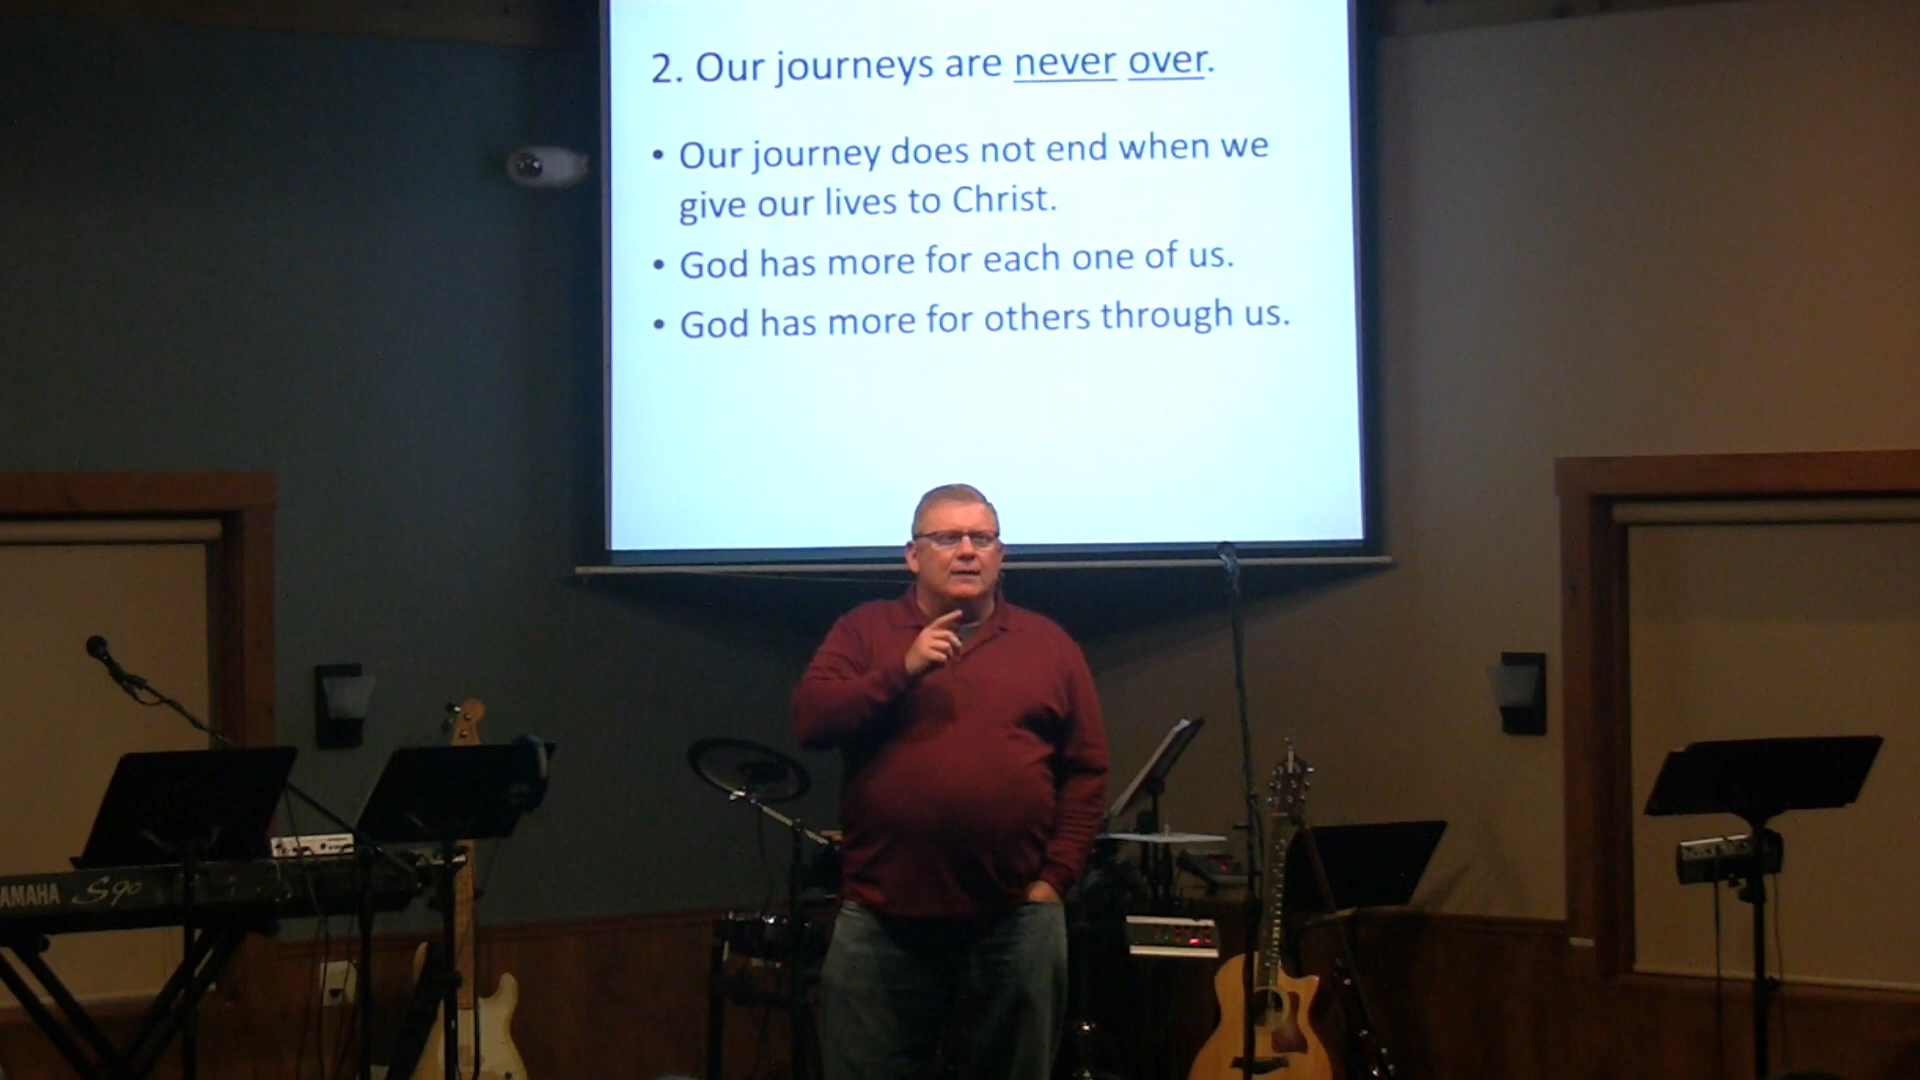 2. Our journeys are never over.
• Our journey does not end when we
give our lives to Christ.
• God has more for each one of us.
• God has more for others through us.
AMAHA S90